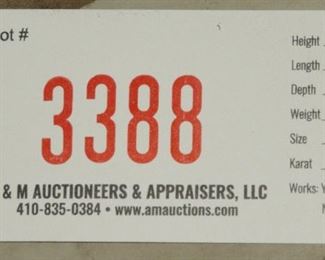 ot #
3388
& M AUCTIONEERS & APPRAISERS, LLC
410-835-0384 • www.amauctions.com
Height
Length
Depth
Weight
Size
Karat
Works: Y
N